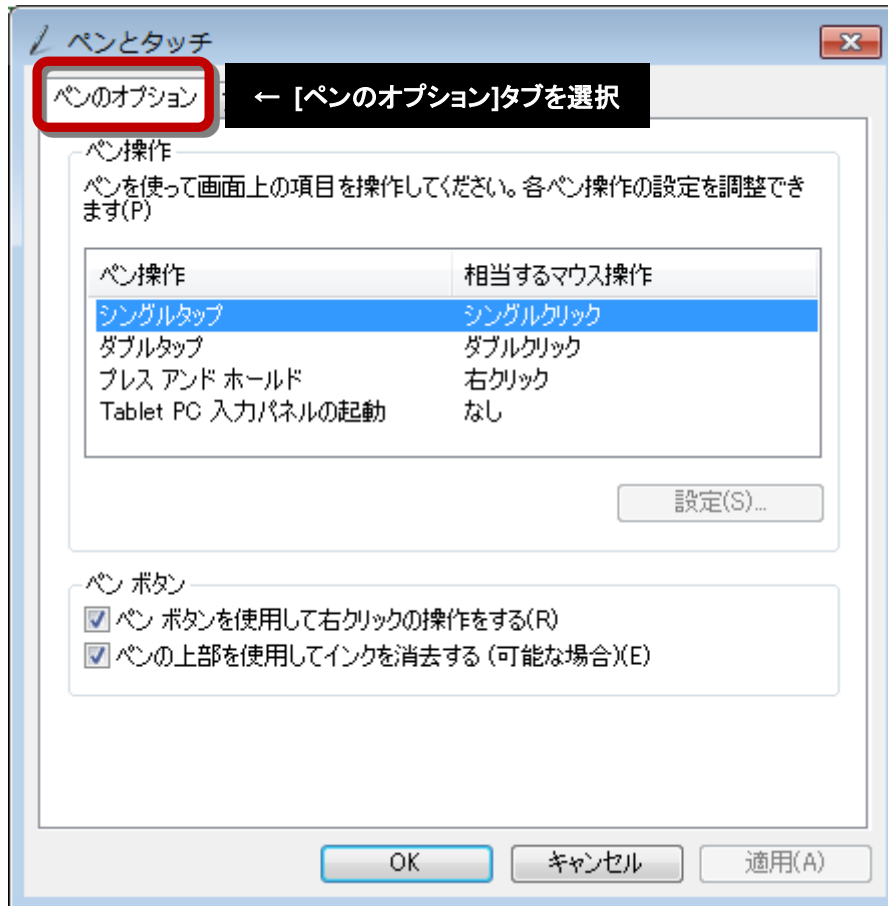 ペンとタッチ
ペンのオプション
← [ペンのオプション]タブを選択
ペン操作
ペンを使って画面上の項目を操作してください。各ペン操作の設定を調整でき
ます(P)
ペン操作 相当するマウス操作
シングルタップ シングルクリック
ダブルタップ ダブルクリック
プレス アンド ホールド 右クリック
Tablet PC 入力パネルの起動 なし
設定(S)...
ペン ボタン
ペン ボタンを使用して右クリックの操作をする(R)
ペンの上部を使用してインクを消去する (可能な場合)(E)
OK キャンセル 適用(A)